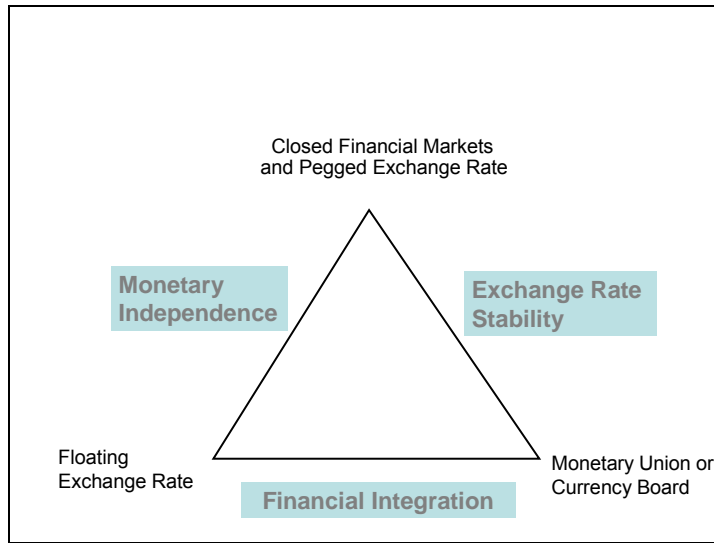 Closed Financial Markets
and Pegged Exchange Rate
Monetary
Independence
Exchange Rate
Stability
Floating
Exchange Rate
Monetary Union or
Currency Board
Financial Integration